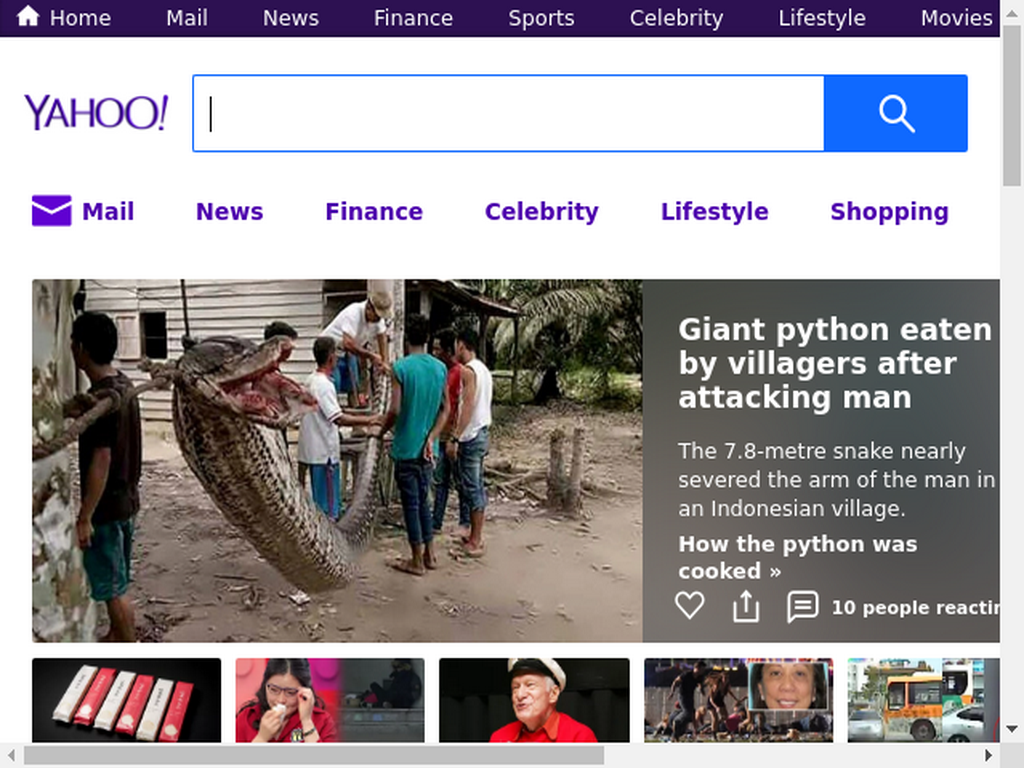 Home Mail News Finance Sports Celebrity Lifestyle Movies
YAHOO!
Mail News Finance Celebrity Lifestyle Shopping
Giant python eaten
by villagers after
attacking man
The 7.8-metre snake nearly
severed the arm of the man in
an Indonesian village.
How the python was
cooked »
10 people reactin